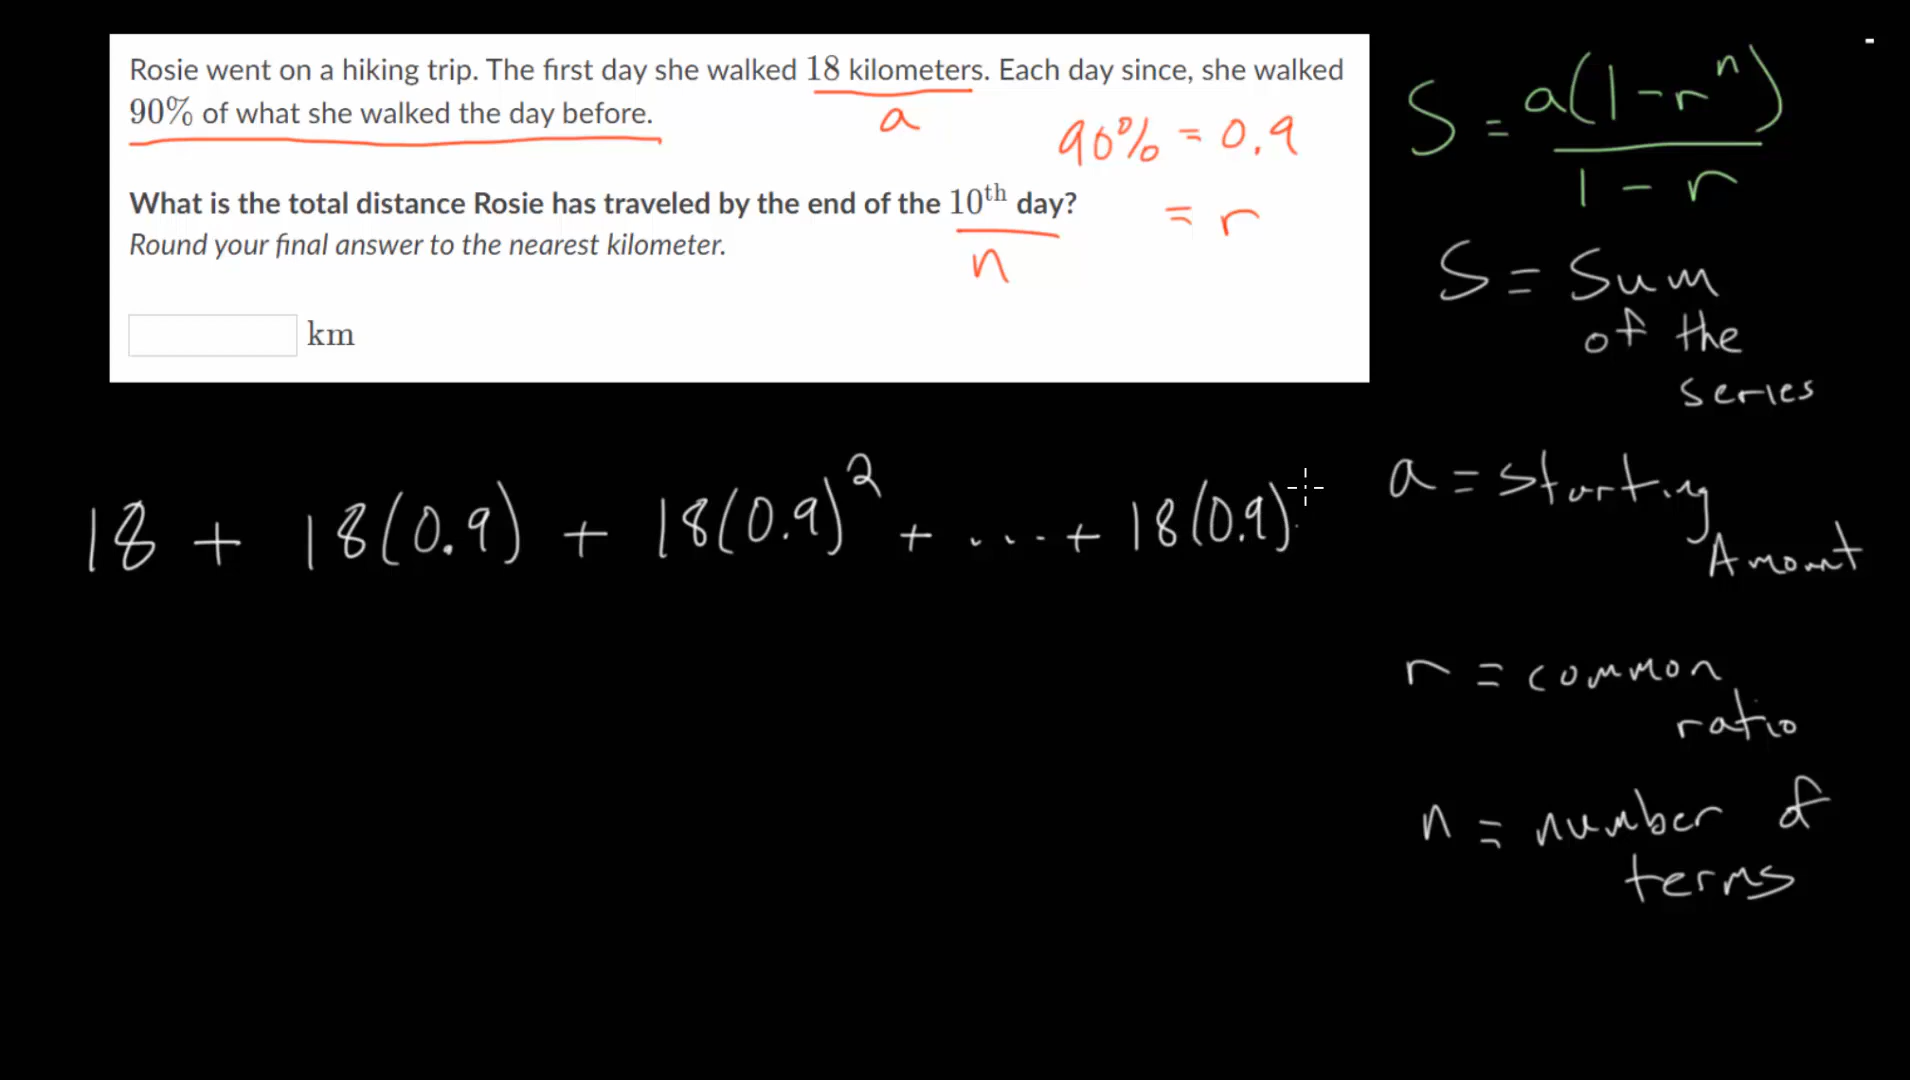 Rosie went on a hiking trip. The first day she walked 18 kilometers. Each day since, she walked
90% of what she walked the day before.
a
90% = 0.9
= r
What is the total distance Rosie has traveled by the end of the 10th day?
n
Round your final answer to the nearest kilometer.
km
S = a(1-r^n)
1 - r
S = Sum
of the
series
18 + 18(0.9) + 18(0.9)^2 + ... + 18(0.9)
a = starting
Amount
r = common
ratio
n = number of
terms